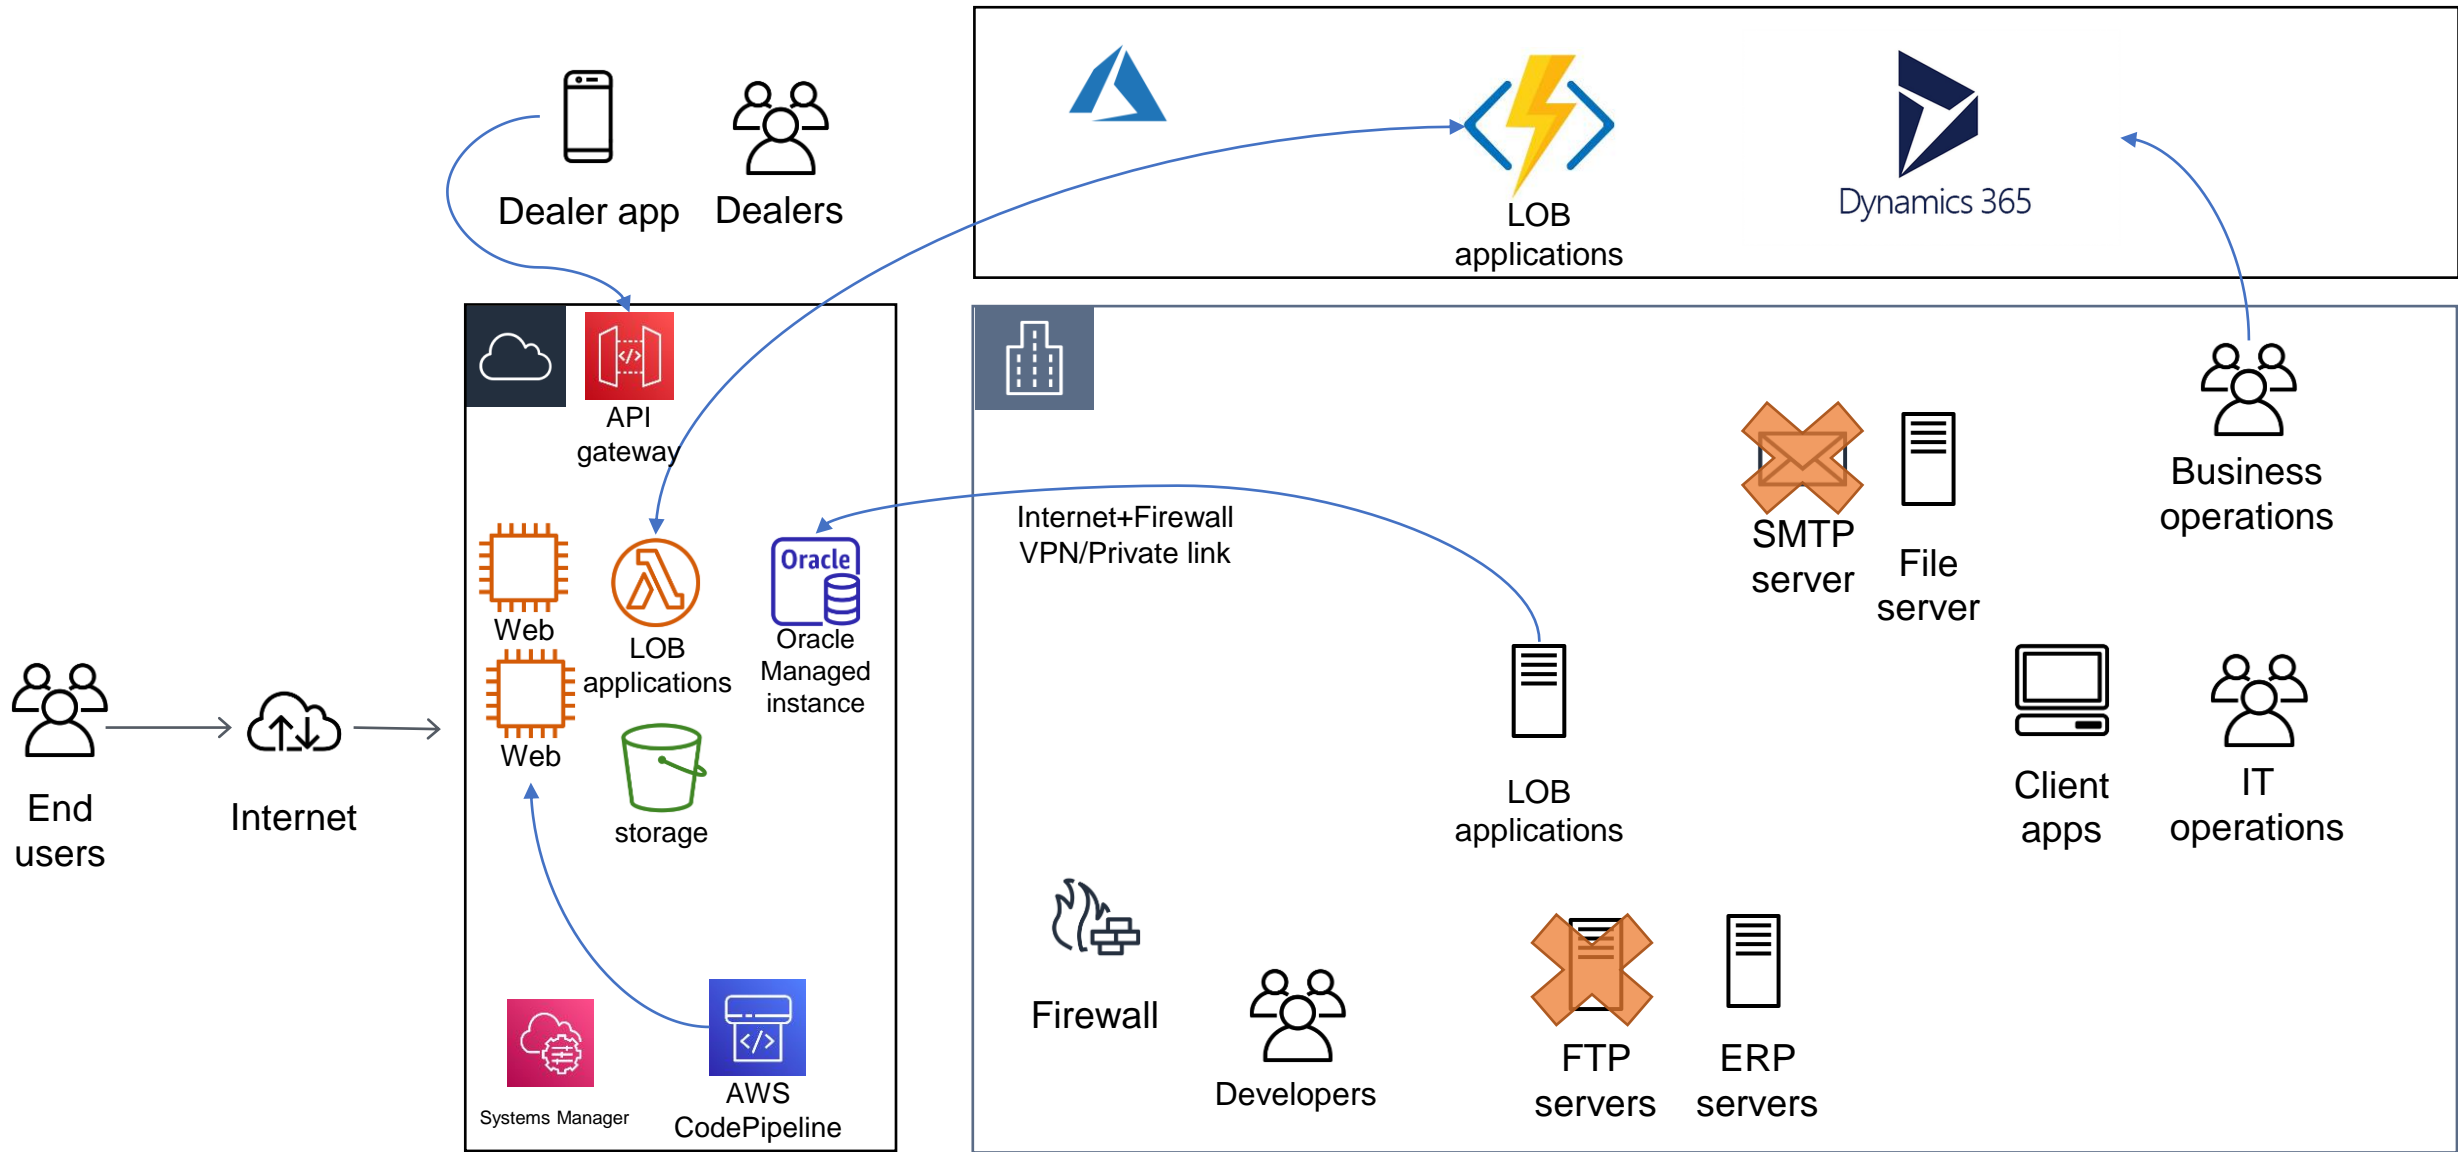 Dealer app
Dealers
LOB
applications
Dynamics 365
</>
API
gateway
Web
Web
LOB
applications
Oracle
Oracle
Managed
instance
storage
End
users
Internet
Systems Manager
</>
AWS
CodePipeline
Internet+Firewall
VPN/Private link
SMTP
server
File
server
Business
operations
LOB
applications
Client
apps
IT
operations
Firewall
Developers
FTP
servers
ERP
servers